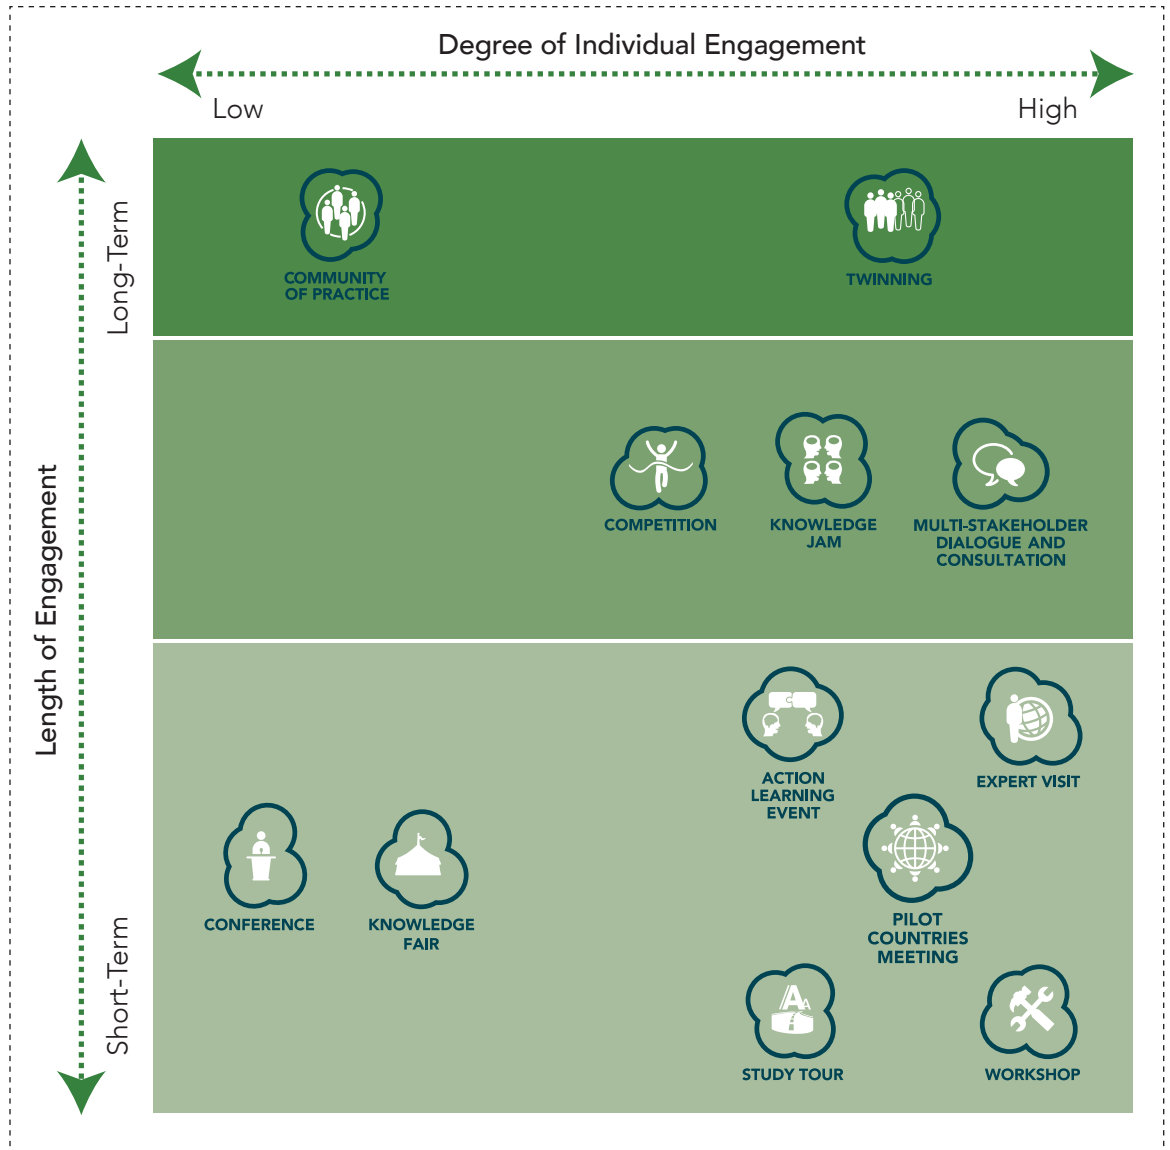 Degree of Individual Engagement
Low
High
Length of Engagement
Long-Term
Short-Term
COMMUNITY
OF PRACTICE
TWINNING
COMPETITION
KNOWLEDGE
JAM
MULTI-STAKEHOLDER
DIALOGUE AND
CONSULTATION
ACTION
LEARNING
EVENT
EXPERT VISIT
CONFERENCE
KNOWLEDGE
FAIR
PILOT
COUNTRIES
MEETING
A
A
STUDY TOUR
WORKSHOP